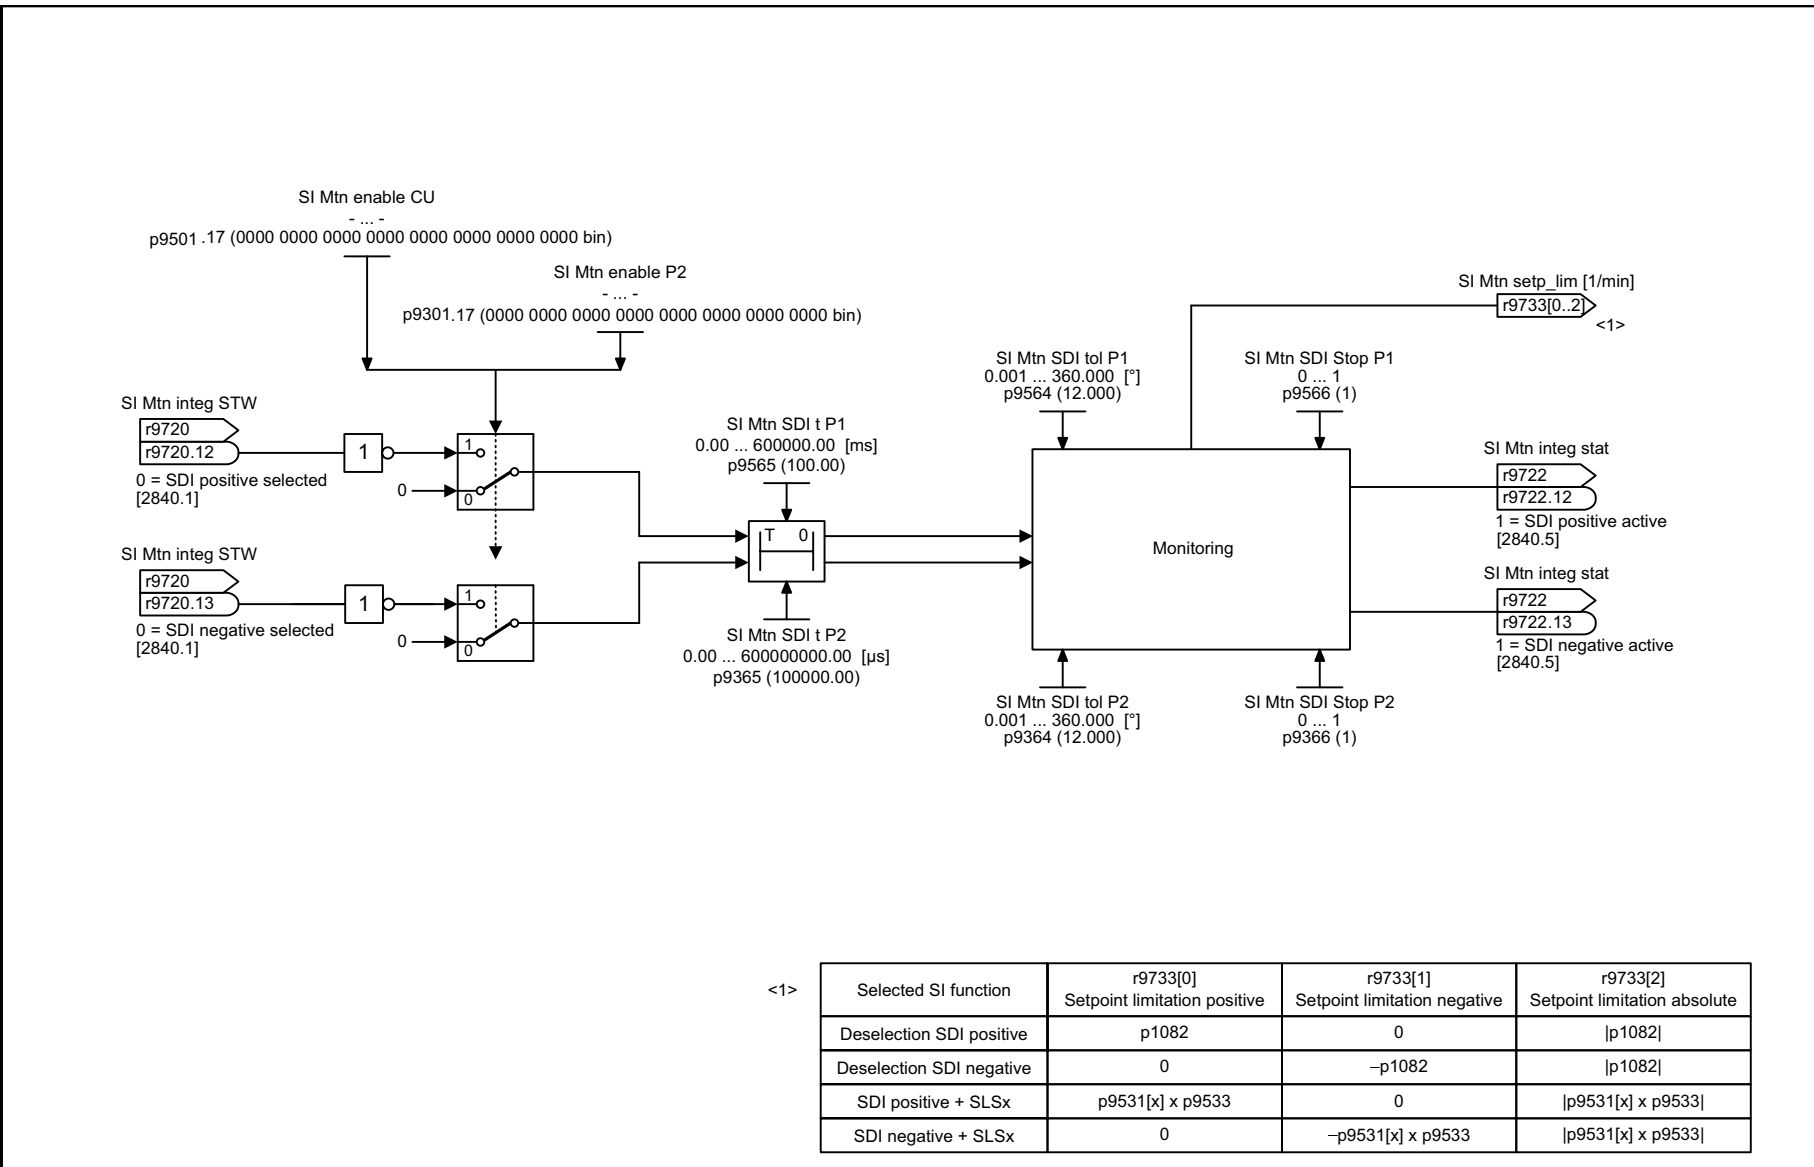 SI Mtn enable CU
- ... -
p9501 .17 (0000 0000 0000 0000 0000 0000 0000 0000 bin)
SI Mtn enable P2
- ... -
p9301.17 (0000 0000 0000 0000 0000 0000 0000 0000 bin)
SI Mtn integ STW
r9720
r9720.12
0 = SDI positive selected
[2840.1]
1
1
0
0
SI Mtn integ STW
r9720
r9720.13
0 = SDI negative selected
[2840.1]
1
1
0
0
SI Mtn SDI t P1
0.00 ... 600000.00 [ms]
p9565 (100.00)
T 0
SI Mtn SDI t P2
0.00 ... 600000000.00 [µs]
p9365 (100000.00)
SI Mtn SDI tol P1
0.001 ... 360.000 [°]
p9564 (12.000)
SI Mtn SDI Stop P1
0 ... 1
p9566 (1)
Monitoring
SI Mtn SDI tol P2
0.001 ... 360.000 [°]
p9364 (12.000)
SI Mtn SDI Stop P2
0 ... 1
p9366 (1)
SI Mtn setp_lim [1/min]
r9733[0..2]
<1>
SI Mtn integ stat
r9722
r9722.12
1 = SDI positive active
[2840.5]
SI Mtn integ stat
r9722
r9722.13
1 = SDI negative active
[2840.5]
<1>
Selected SI function
r9733[0]
Setpoint limitation positive
r9733[1]
Setpoint limitation negative
r9733[2]
Setpoint limitation absolute
Deselection SDI positive p1082 0 |p1082|
Deselection SDI negative 0 –p1082 |p1082|
SDI positive + SLSx p9531[x] x p9533 0 |p9531[x] x p9533|
SDI negative + SLSx 0 –p9531[x] x p9533 |p9531[x] x p9533|